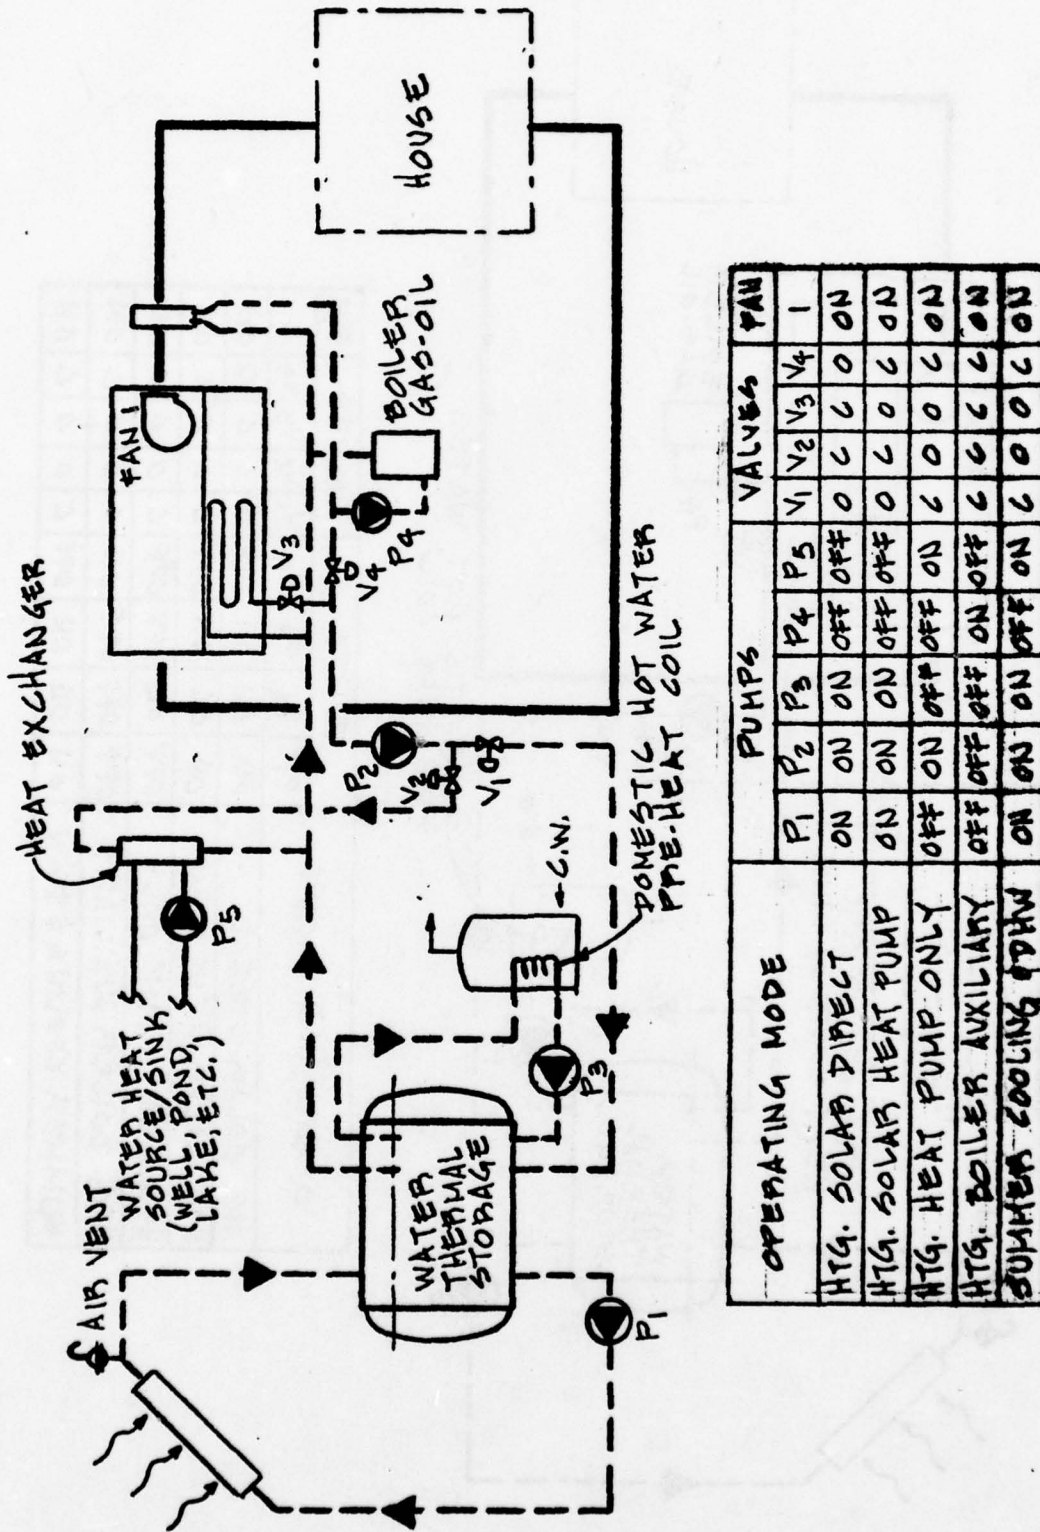 AIR VENT
WATER HEAT
SOURCE/SINK
(WELL, POND,
LAKE, ETC.)
P5
HEAT EXCHANGER
FAN 1
V3
V4
P4
BOILER
GAS-OIL
HOUSE
P2
V2
V1
WATER
THERMAL
STORAGE
P1
P3
C.W.
DOMESTIC HOT WATER
PRE-HEAT COIL
OPERATING MODE PUMPS VALVES FAN
P1 P2 P3 P4 P5 V1 V2 V3 V4 1
HTG. SOLAR DIRECT ON ON ON OFF OFF O C C O ON
HTG. SOLAR HEAT PUMP ON ON ON OFF OFF O C O C ON
HTG. HEAT PUMP ONLY OFF ON OFF OFF ON C O O C ON
HTG. BOILER AUXILIARY OFF OFF OFF ON OFF C C C C ON
SUMMER COOLING & DHW ON ON ON OFF ON C O O C ON